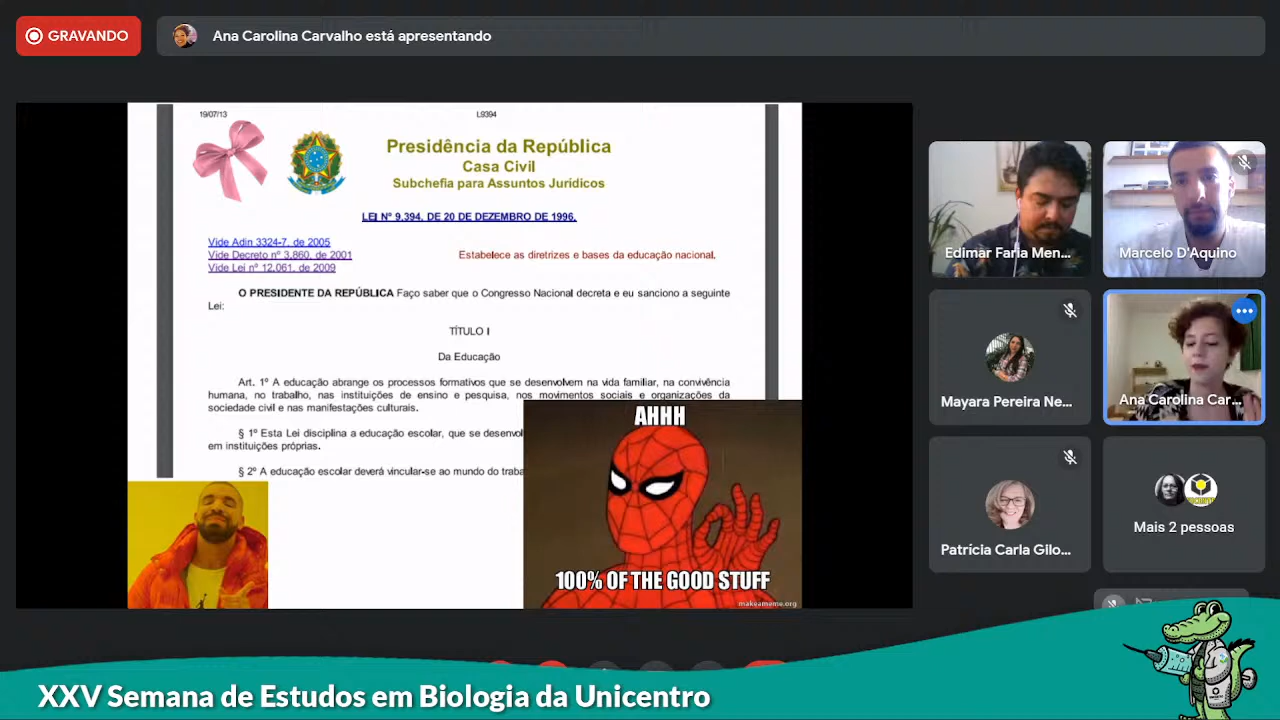 GRAVANDO
Ana Carolina Carvalho está apresentando
19/07/13
L9394
Presidência da República
Casa Civil
Subchefia para Assuntos Jurídicos
LEI Nº 9.394, DE 20 DE DEZEMBRO DE 1996.
Vide Adin 3324-7, de 2005
Vide Decreto nº 3,860, de 2001
Vide Lei nº 12,061, de 2009
Estabelece as diretrizes e bases da educação nacional.
O PRESIDENTE DA REPÚBLICA Faço saber que o Congresso Nacional decreta e eu sanciono a seguinte
Lei:
TÍTULO I
Da Educação
Art. 1º A educação abrange os processos formativos que se desenvolvem na vida familiar, na convivência
humana, no trabalho, nas instituições de ensino e pesquisa, nos movimentos sociais e organizações da
sociedade civil e nas manifestações culturais.
§ 1º Esta Lei disciplina a educação escolar, que se desenvol
em instituições próprias.
§ 2º A educação escolar deverá vincular-se ao mundo do traba
AHHH
100% OF THE GOOD STUFF
makeameme.org
Edimar Faria Men...
Marcelo D'Aquino
Mayara Pereira Ne...
Ana Carolina Car...
Patrícia Carla Gilo...
Mais 2 pessoas
XXV Semana de Estudos em Biologia da Unicentro